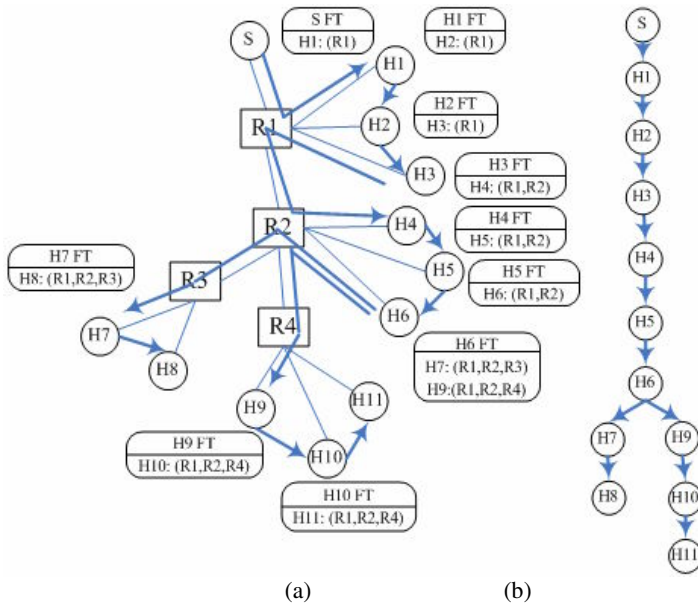 S
S FT
H1: (R1)
H1 FT
H2: (R1)
H1
R1
H2
H2 FT
H3: (R1)
H3
H3 FT
H4: (R1,R2)
R2
H4
H4 FT
H5: (R1,R2)
H5
H5 FT
H6: (R1,R2)
H7 FT
H8: (R1,R2,R3)
R3
H6
R4
H7
H8
H6 FT
H7: (R1,R2,R3)
H9:(R1,R2,R4)
H9
H11
H9 FT
H10: (R1,R2,R4)
H10
H10 FT
H11: (R1,R2,R4)
S
H1
H2
H3
H4
H5
H6
H7
H9
H8
H10
H11
(a)
(b)